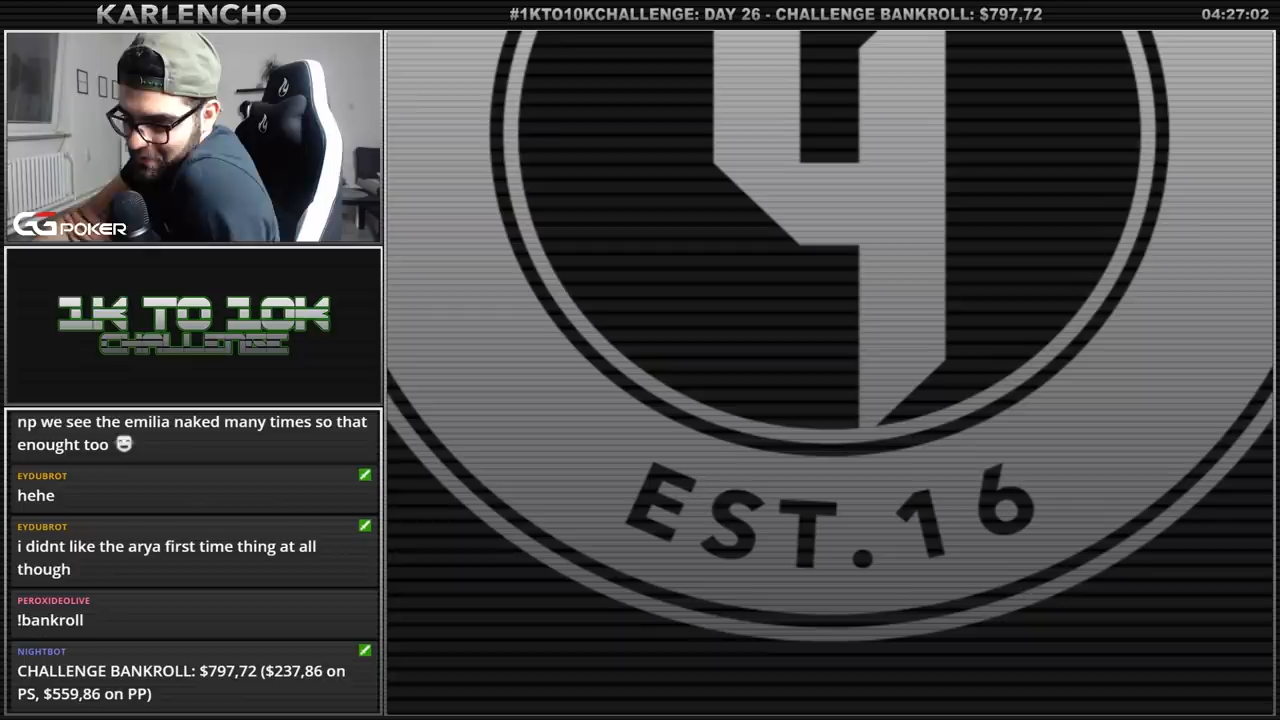 KARLENCHO
#1KTO10KCHALLENGE: DAY 26 - CHALLENGE BANKROLL: $797,72
04:27:02
GG POKER
1K TO 10K
CHALLENGE
np we see the emilia naked many times so that
enought too
EYDUBROT
hehe
EYDUBROT
i didnt like the arya first time thing at all
though
PEROXIDEOLIVE
!bankroll
NIGHTBOT
CHALLENGE BANKROLL: $797,72 ($237,86 on
PS, $559,86 on PP)
EST.16